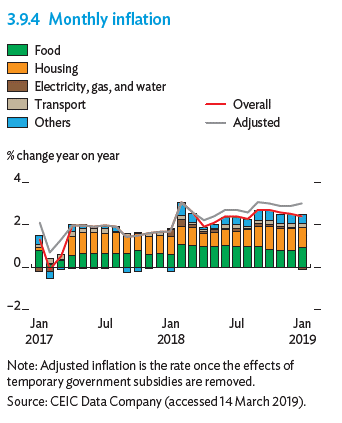 3.9.4 Monthly inflation
Food
Housing
Electricity, gas, and water
Transport
Others
Overall
Adjusted
% change year on year
4
2
0
–2
Jan Jul Jan Jul Jan
2017 2018 2019
Note: Adjusted inflation is the rate once the effects of
temporary government subsidies are removed.
Source: CEIC Data Company (accessed 14 March 2019).